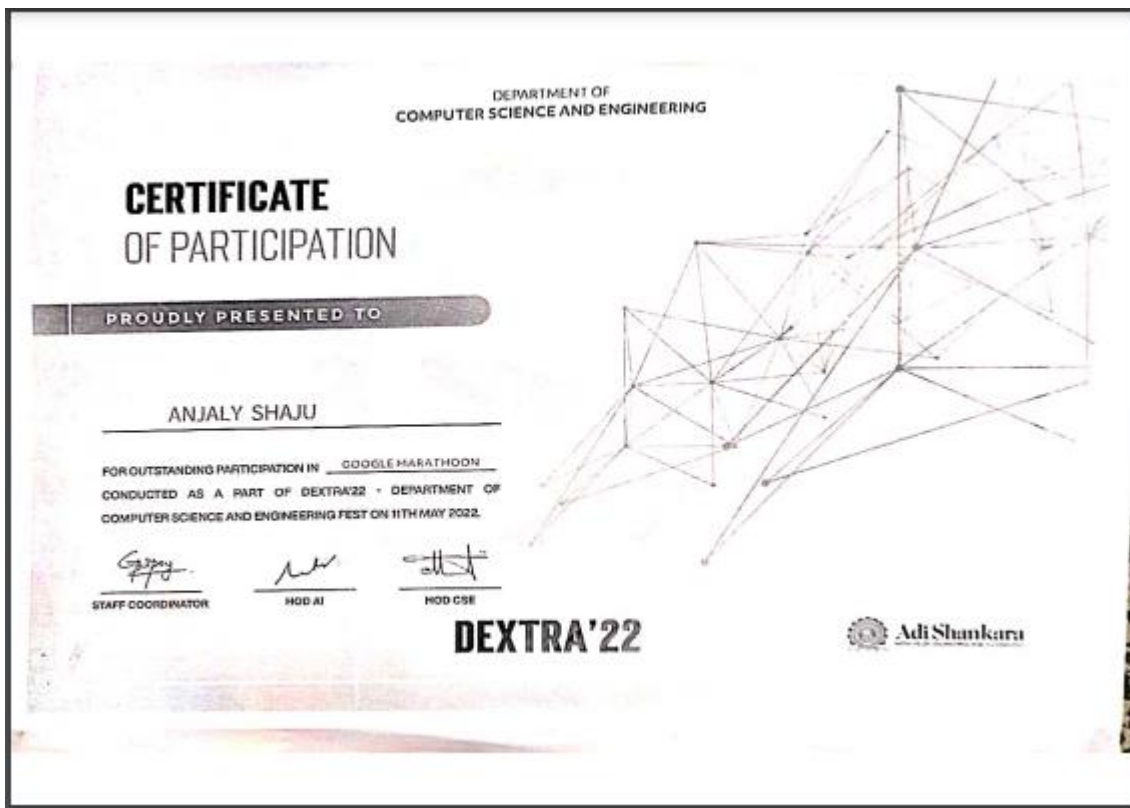 DEPARTMENT OF
COMPUTER SCIENCE AND ENGINEERING
CERTIFICATE
OF PARTICIPATION
PROUDLY PRESENTED TO
ANJALY SHAJU
FOR OUTSTANDING PARTICIPATION IN GOOGLE MARATHOON
CONDUCTED AS A PART OF DEXTRA'22 - DEPARTMENT OF
COMPUTER SCIENCE AND ENGINEERING FEST ON 11TH MAY 2022.
STAFF COORDINATOR
HOD AI
HOD CSE
DEXTRA'22
Adi Shankara